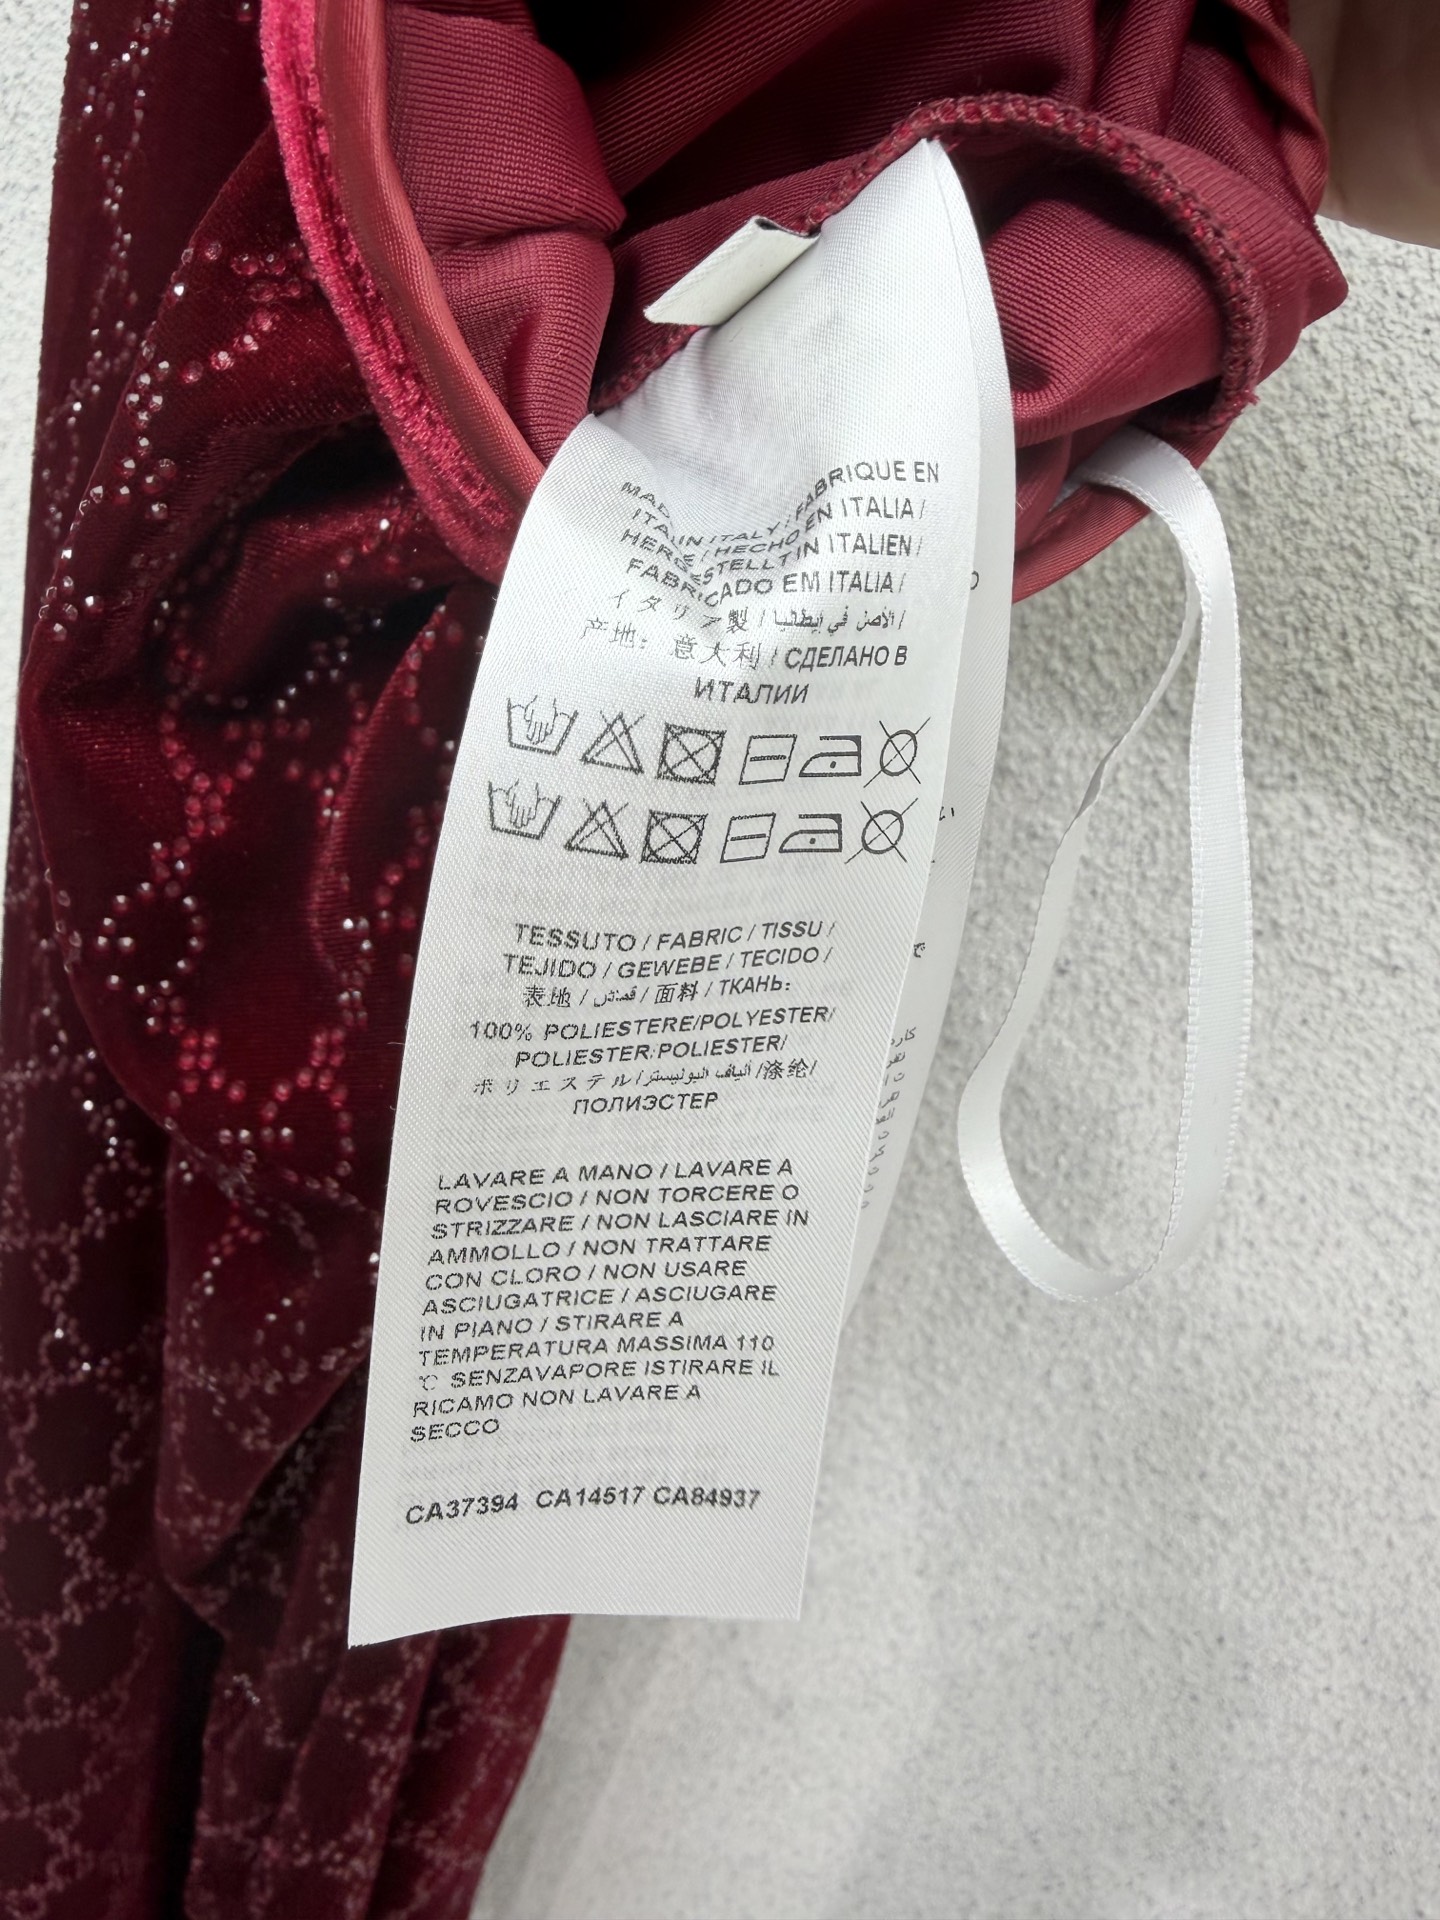 MADE IN ITALY / FABRIQUE EN
ITALIE / HECHO EN ITALIA /
HERGESTELLT IN ITALIEN /
FABRICADO EM ITALIA /
イタリア製 / الأصل في إيطاليا /
产地：意大利 / СДЕЛАНО В
ИТАЛИИ
TESSUTO / FABRIC / TISSU /
TEJIDO / GEWEBE / TECIDO /
表地 / قماش / 面料 / ТКАНЬ:
100% POLIESTERE/POLYESTER/
POLIESTER:POLIESTER/
ポリエステル/ألياف البوليستر/涤纶/
ПОЛИЭСТЕР
LAVARE A MANO / LAVARE A
ROVESCIO / NON TORCERE O
STRIZZARE / NON LASCIARE IN
AMMOLLO / NON TRATTARE
CON CLORO / NON USARE
ASCIUGATRICE / ASCIUGARE
IN PIANO / STIRARE A
TEMPERATURA MASSIMA 110
℃ SENZAVAPORE ISTIRARE IL
RICAMO NON LAVARE A
SECCO
CA37394 CA14517 CA84937